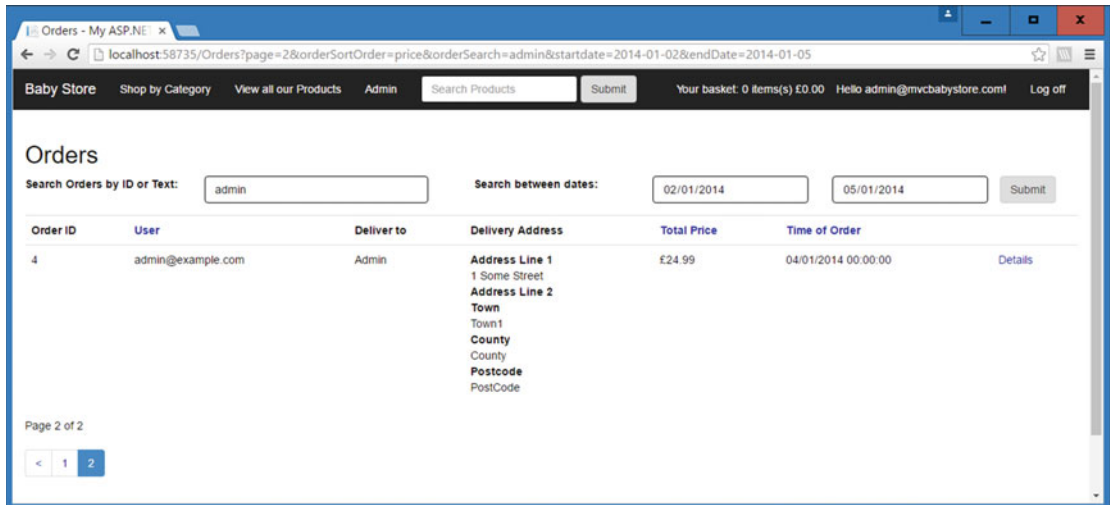 Orders - My ASP.NE
localhost:58735/Orders?page=2&orderSortOrder=price&orderSearch=admin&startdate=2014-01-02&endDate=2014-01-05
Baby Store Shop by Category View all our Products Admin Search Products Submit Your basket: 0 items(s) £0.00 Hello admin@mvcbabystore.com! Log off
Orders
Search Orders by ID or Text: admin Search between dates: 02/01/2014 05/01/2014 Submit
Order ID User Deliver to Delivery Address Total Price Time of Order
4 admin@example.com Admin Address Line 1 £24.99 04/01/2014 00:00:00 Details
1 Some Street
Address Line 2
Town
Town1
County
County
Postcode
PostCode
Page 2 of 2
< 1 2